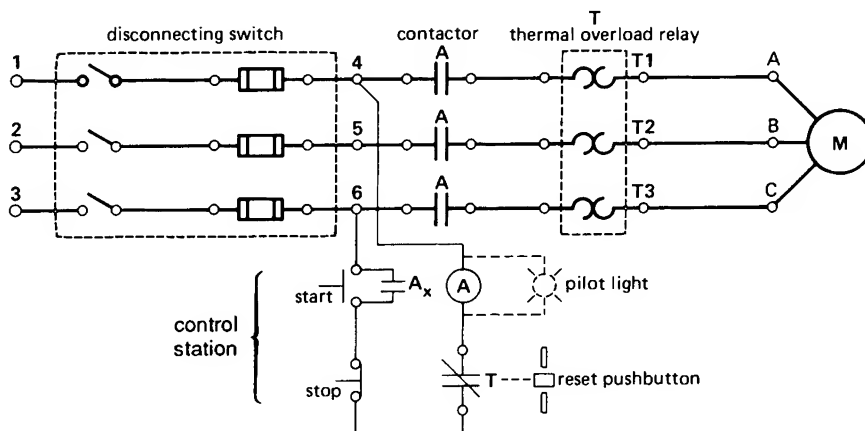 T
disconnecting switch
contactor
thermal overload relay
1
4
A
T1
A
2
5
A
T2
B
M
3
6
A
T3
C
start
Ax
A
pilot light
control
station
stop
T
reset pushbutton